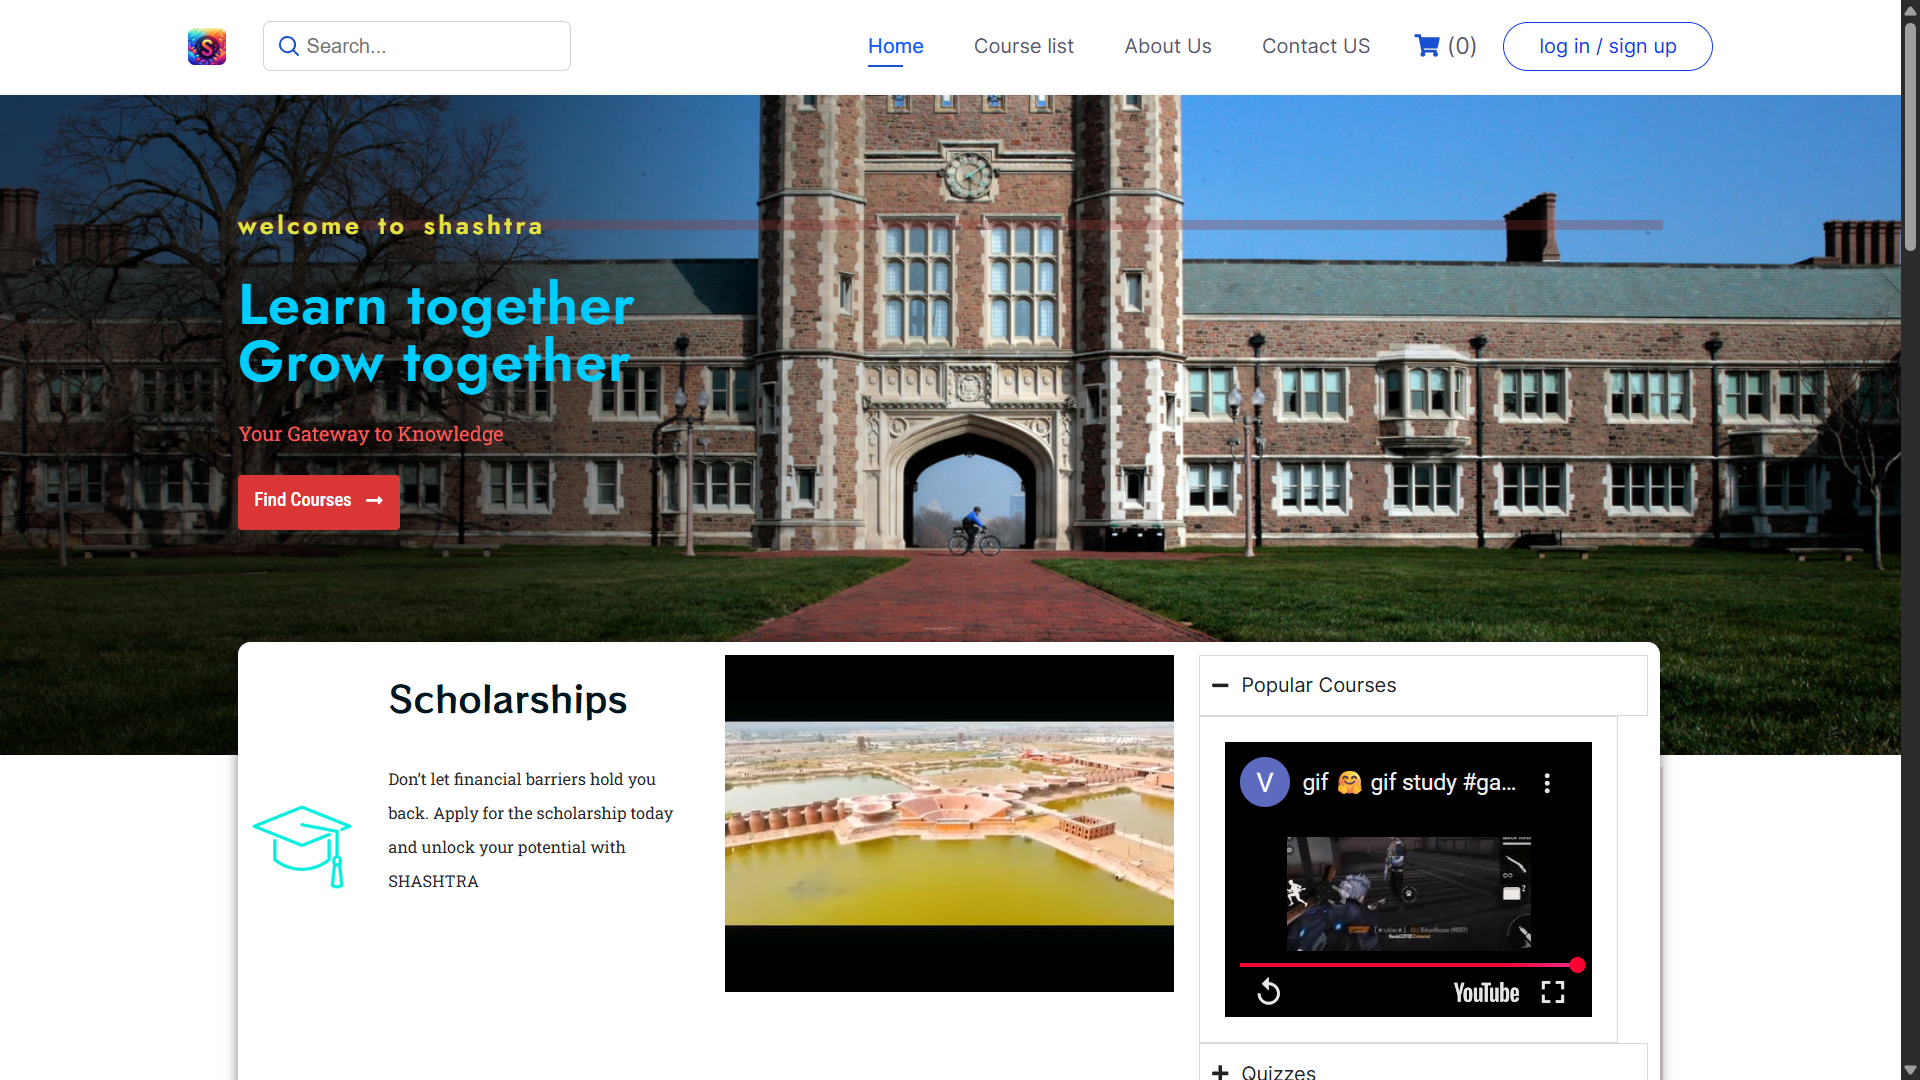 S
Search...
Home
Course list
About Us
Contact US
(0)
log in / sign up
welcome to shashtra
Learn together
Grow together
Your Gateway to Knowledge
Find Courses
Scholarships
Don’t let financial barriers hold you
back. Apply for the scholarship today
and unlock your potential with
SHASHTRA
Popular Courses
V
gif 🤗 gif study #ga...
YouTube
Quizzes